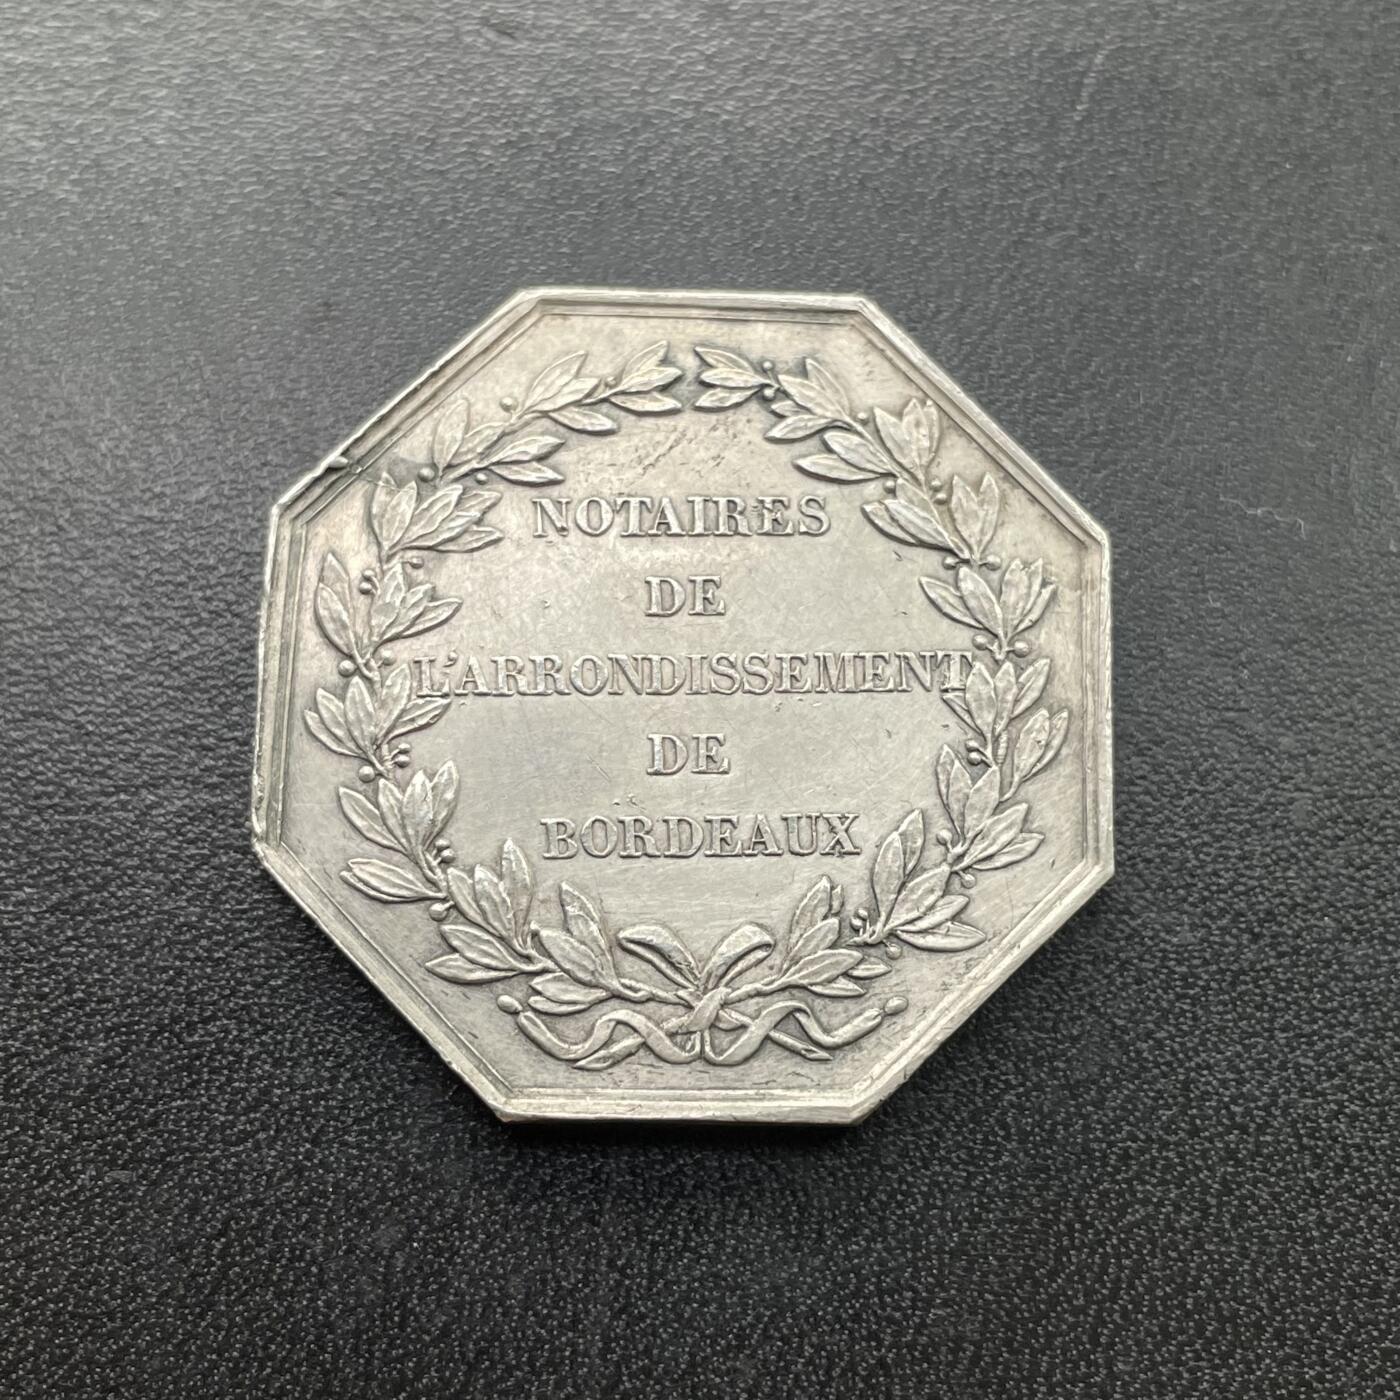 NOTAIRES
DE
L'ARRONDISSEMENT
DE
BORDEAUX